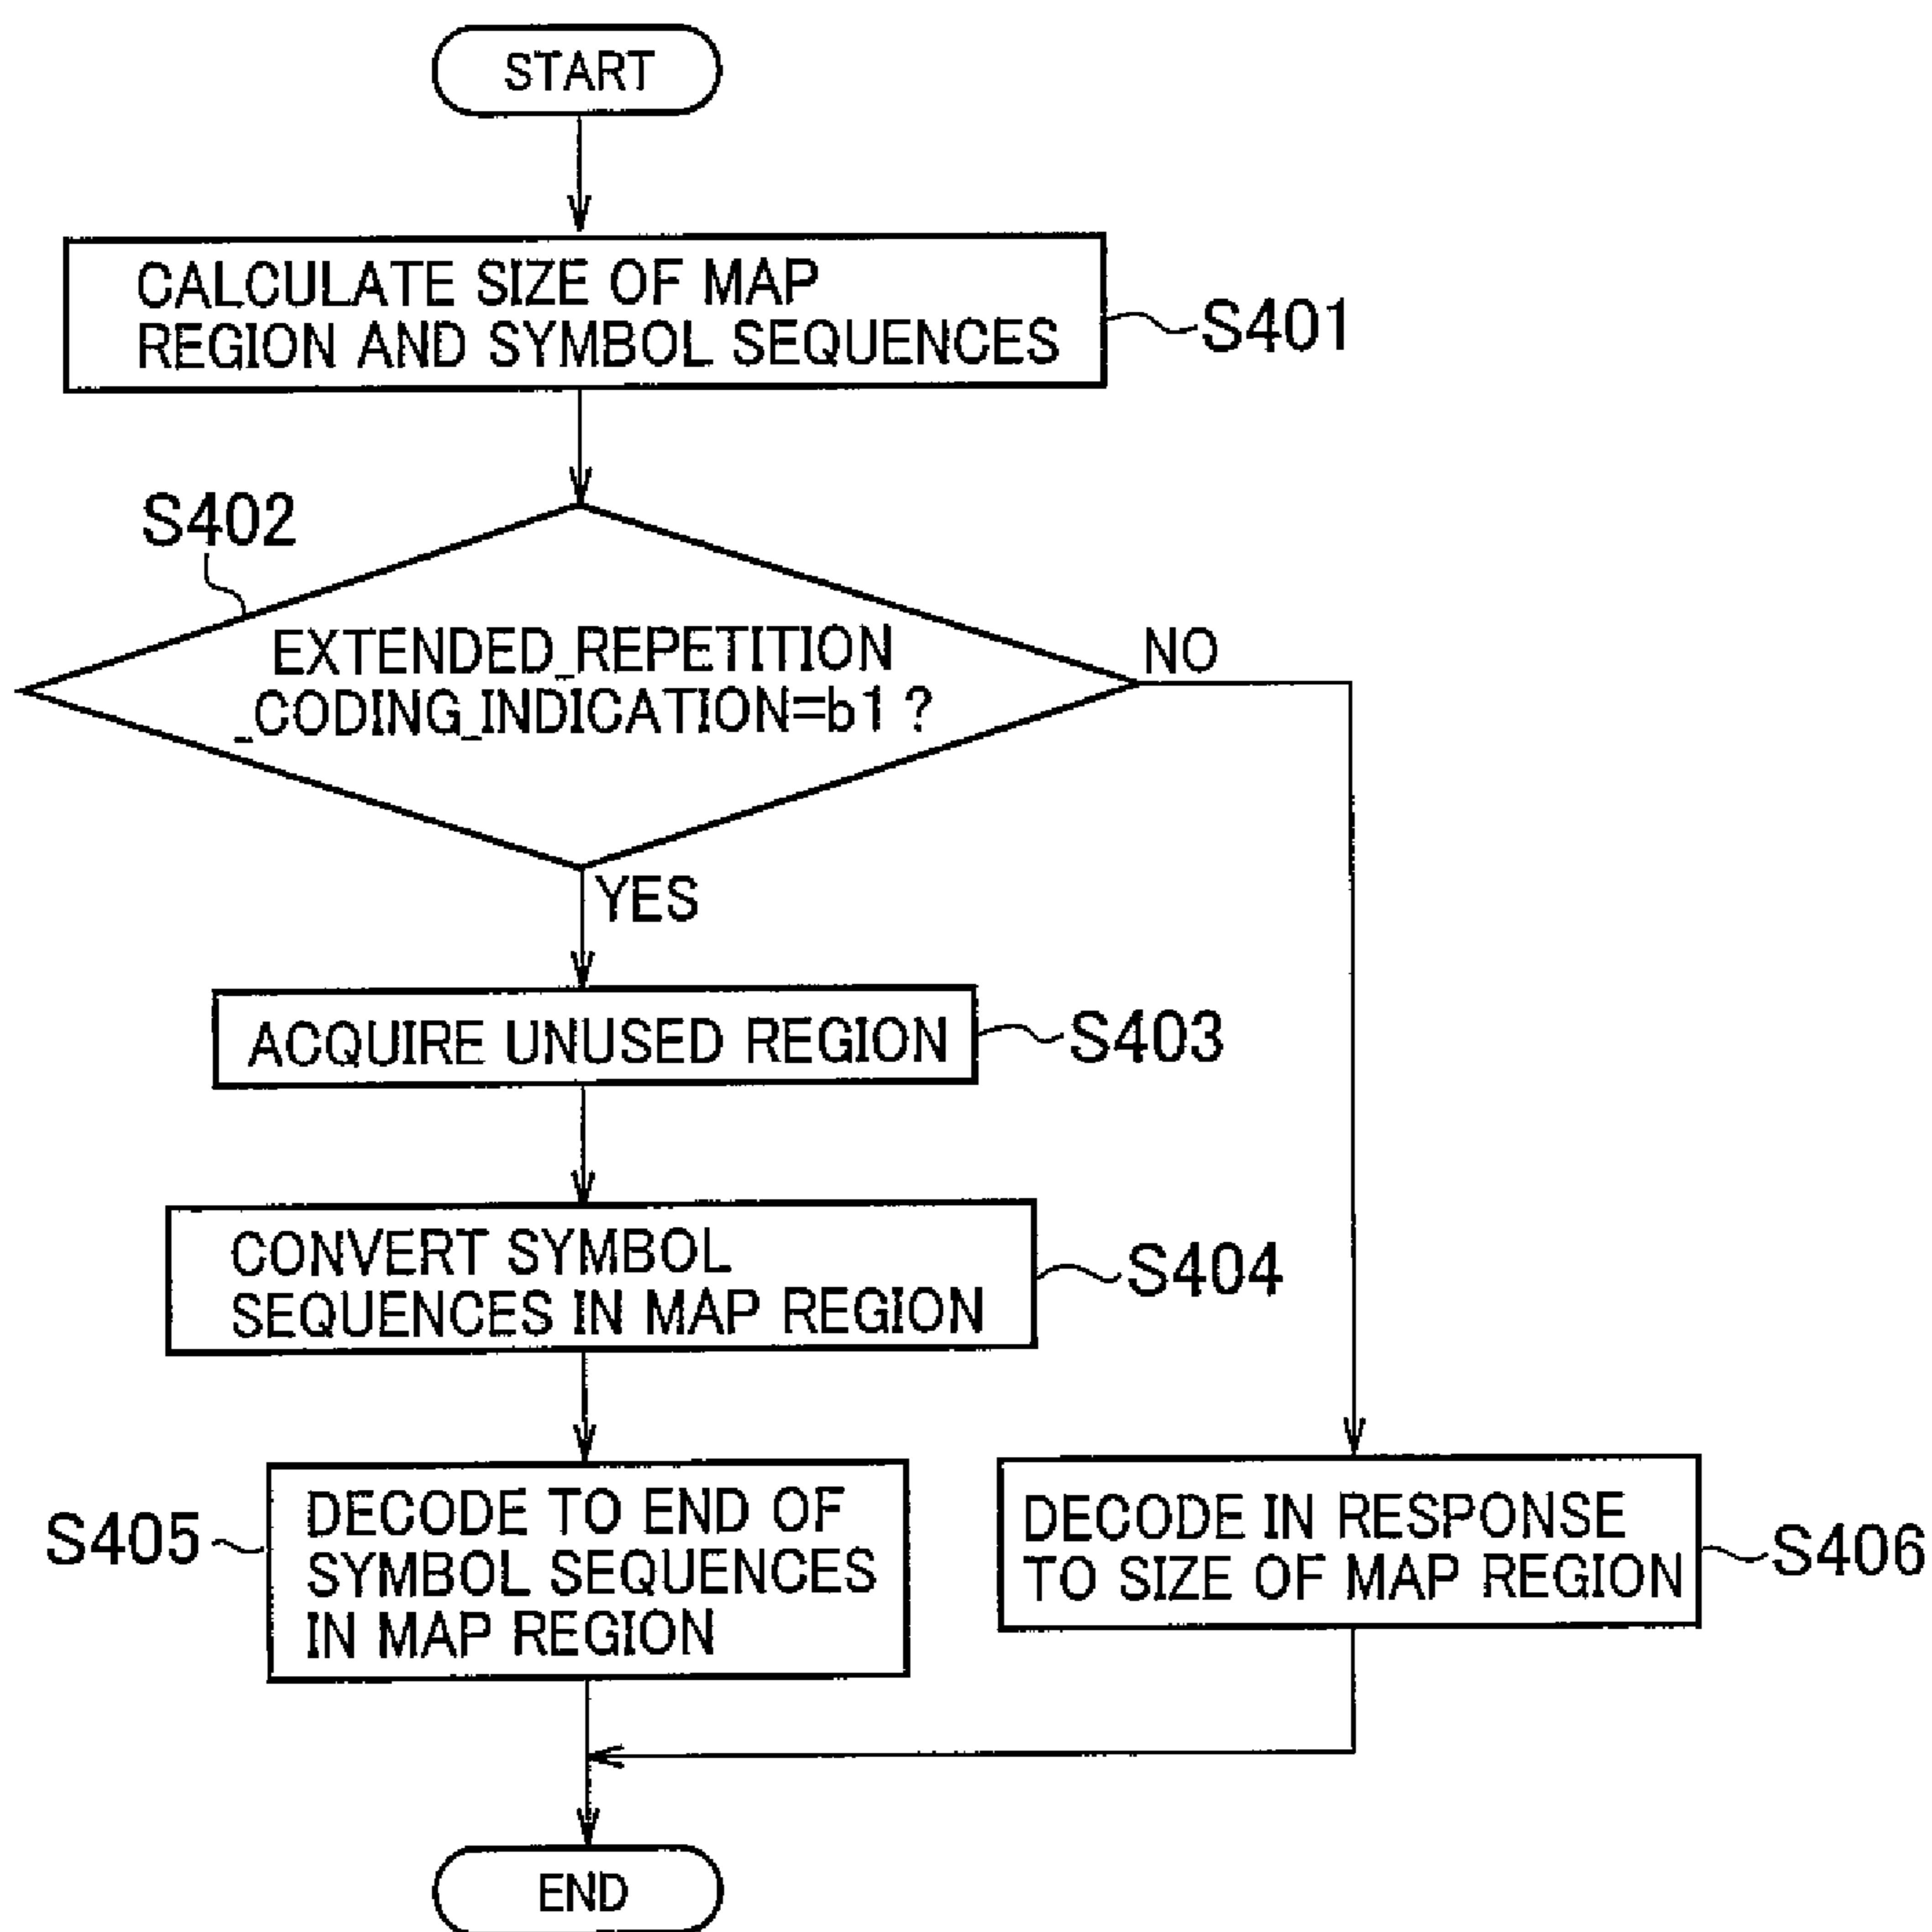 START
CALCULATE SIZE OF MAP
REGION AND SYMBOL SEQUENCES
S401
S402
EXTENDED_REPETITION
_CODING_INDICATION=b1 ?
NO
YES
ACQUIRE UNUSED REGION
S403
CONVERT SYMBOL
SEQUENCES IN MAP REGION
S404
S405
DECODE TO END OF
SYMBOL SEQUENCES
IN MAP REGION
DECODE IN RESPONSE
TO SIZE OF MAP REGION
S406
END